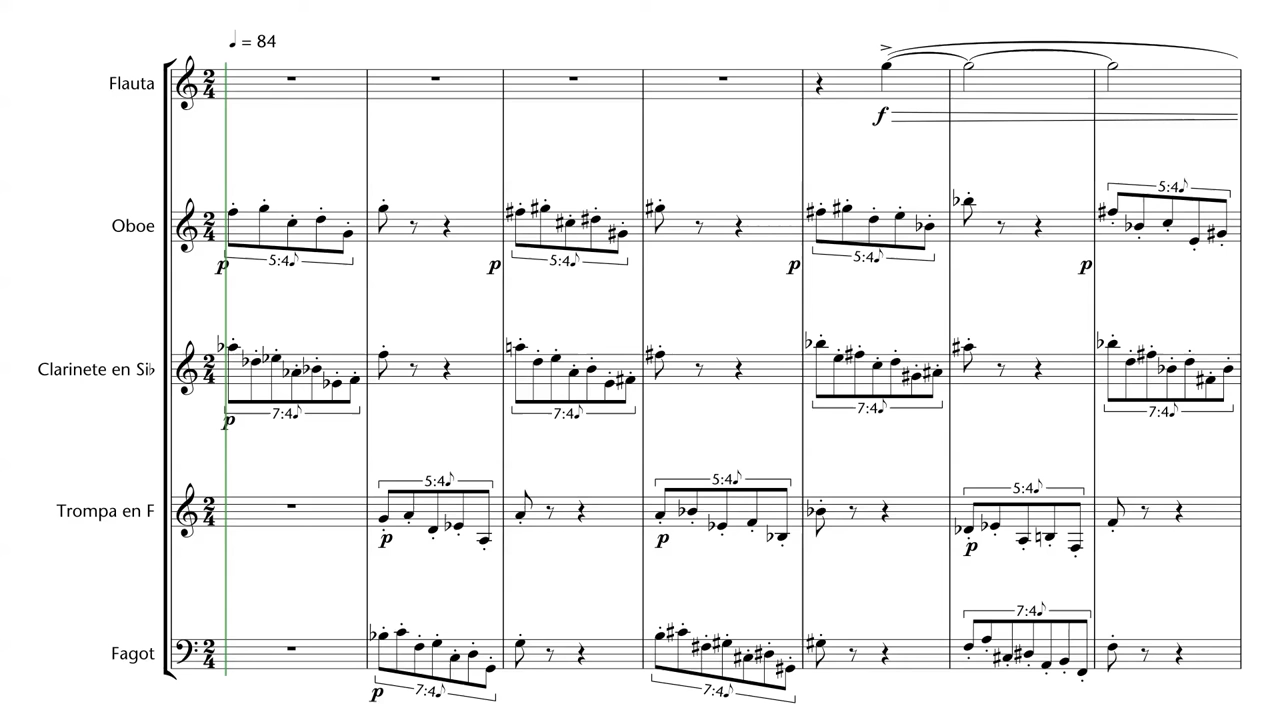 ♩ = 84
Flauta
f
Oboe
5:4♪ 5:4♪ 5:4♪ 5:4♪
p p p p
Clarinete en Si♭
7:4♪ 7:4♪ 7:4♪ 7:4♪
p
Trompa en F
5:4♪ 5:4♪ 5:4♪
p p p
Fagot
7:4♪ 7:4♪ 7:4♪
p